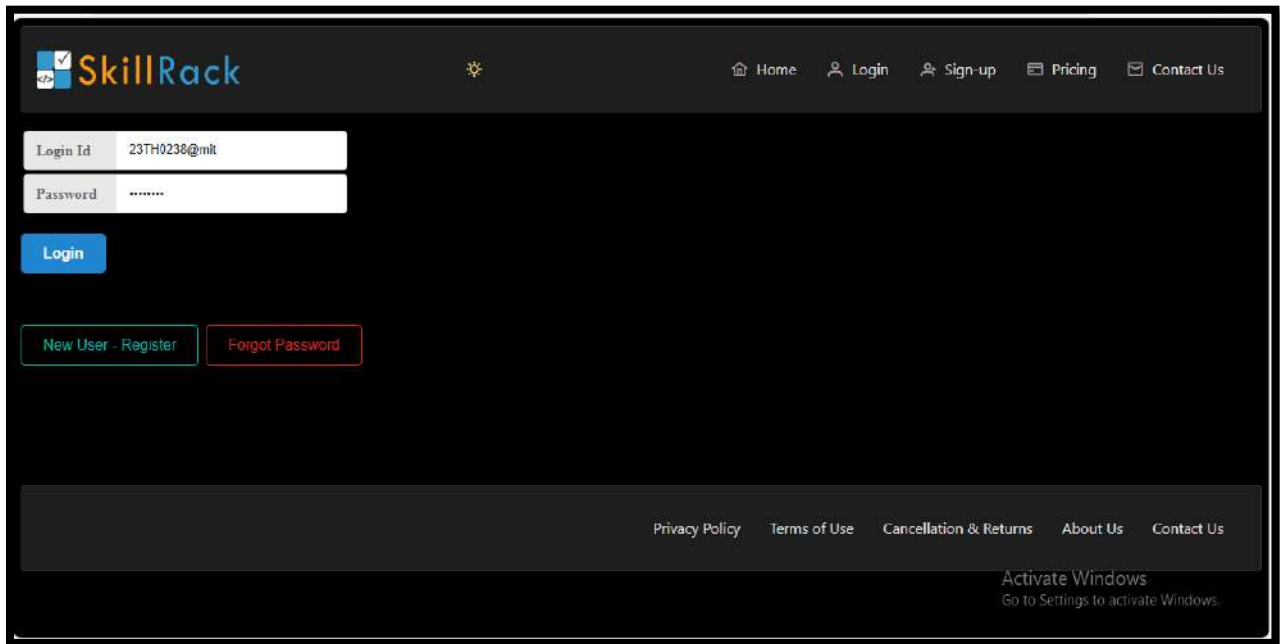 SkillRack
Home Login Sign-up Pricing Contact Us
Login Id 23TH0238@mit
Password ········
Login
New User - Register Forgot Password
Privacy Policy Terms of Use Cancellation & Returns About Us Contact Us
Activate Windows
Go to Settings to activate Windows.